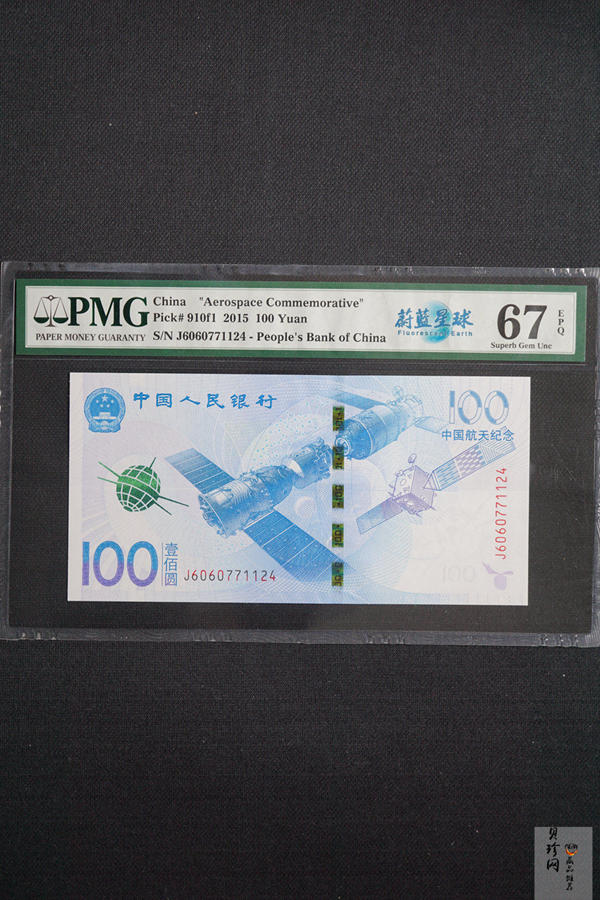 PMG
PAPER MONEY GUARANTY
China "Aerospace Commemorative"
Pick# 910f1 2015 100 Yuan
S/N J6060771124 - People's Bank of China
蔚蓝星球
Fluorescent Earth
67
EPQ
Superb Gem Unc
中国人民银行
100
中国航天纪念
J6060771124
100
壹佰圆
J6060771124
贝珍网